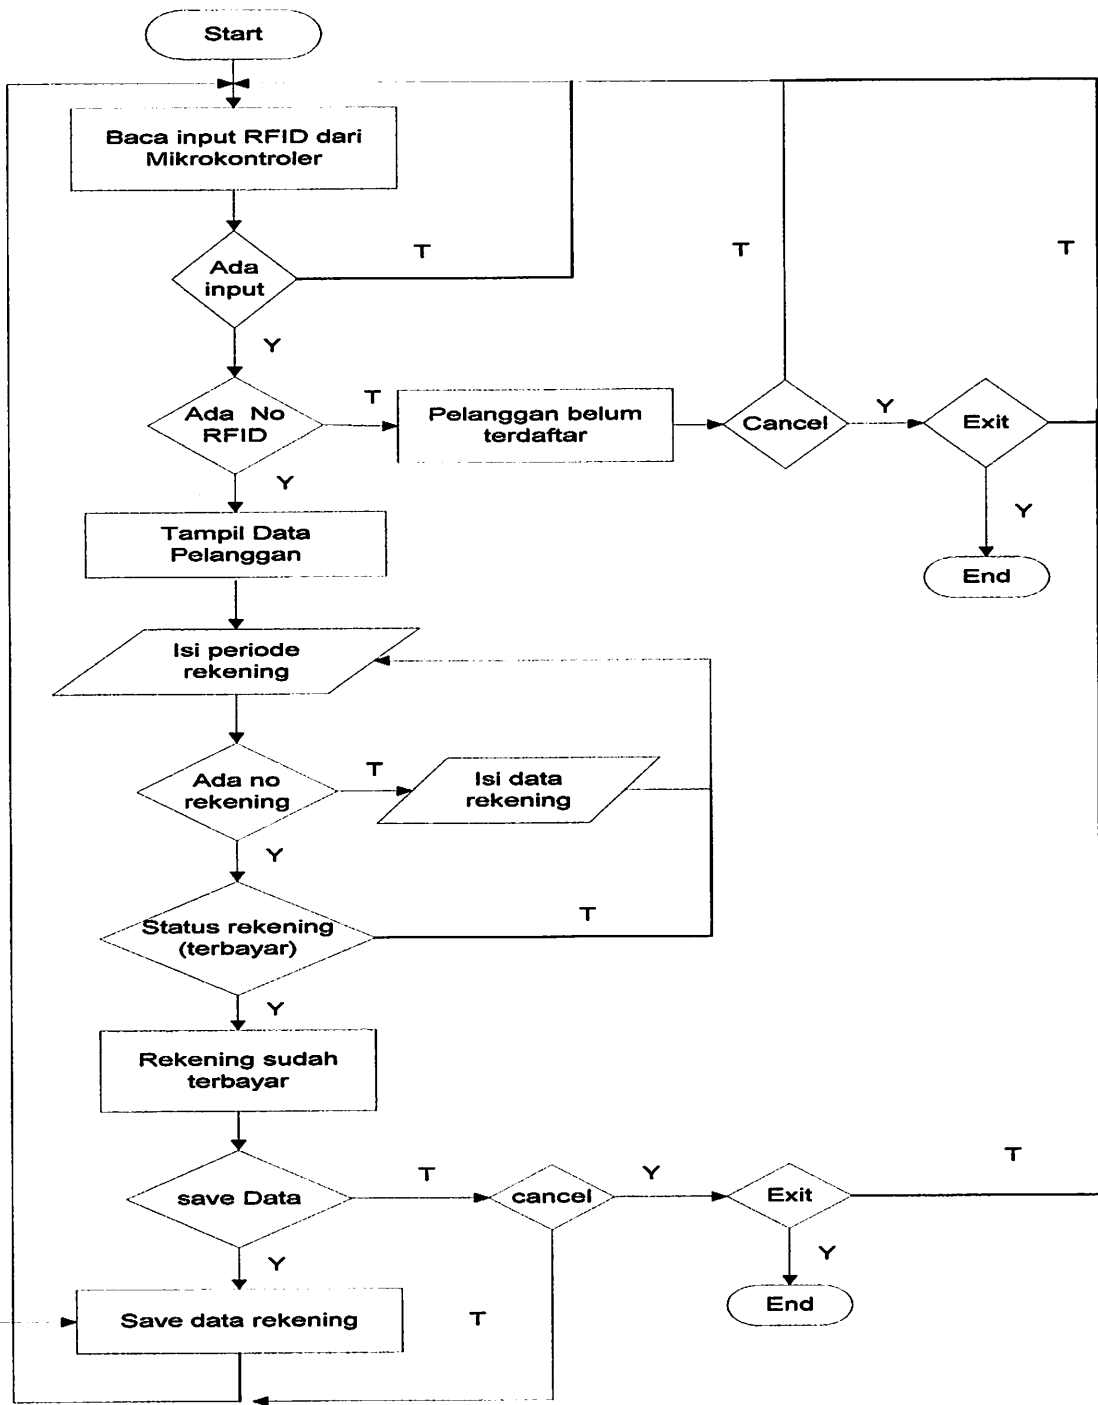 Start
Baca input RFID dari
Mikrokontroler
T
T
T
Ada
input
Y
Ada No
RFID
T
Pelanggan belum
terdaftar
Cancel
Y
Exit
Y
Y
Tampil Data
Pelanggan
End
Isi periode
rekening
Ada no
rekening
T
Isi data
rekening
Y
Status rekening
(terbayar)
T
Y
Rekening sudah
terbayar
save Data
T
cancel
Y
Exit
T
Y
Y
Save data rekening
T
End